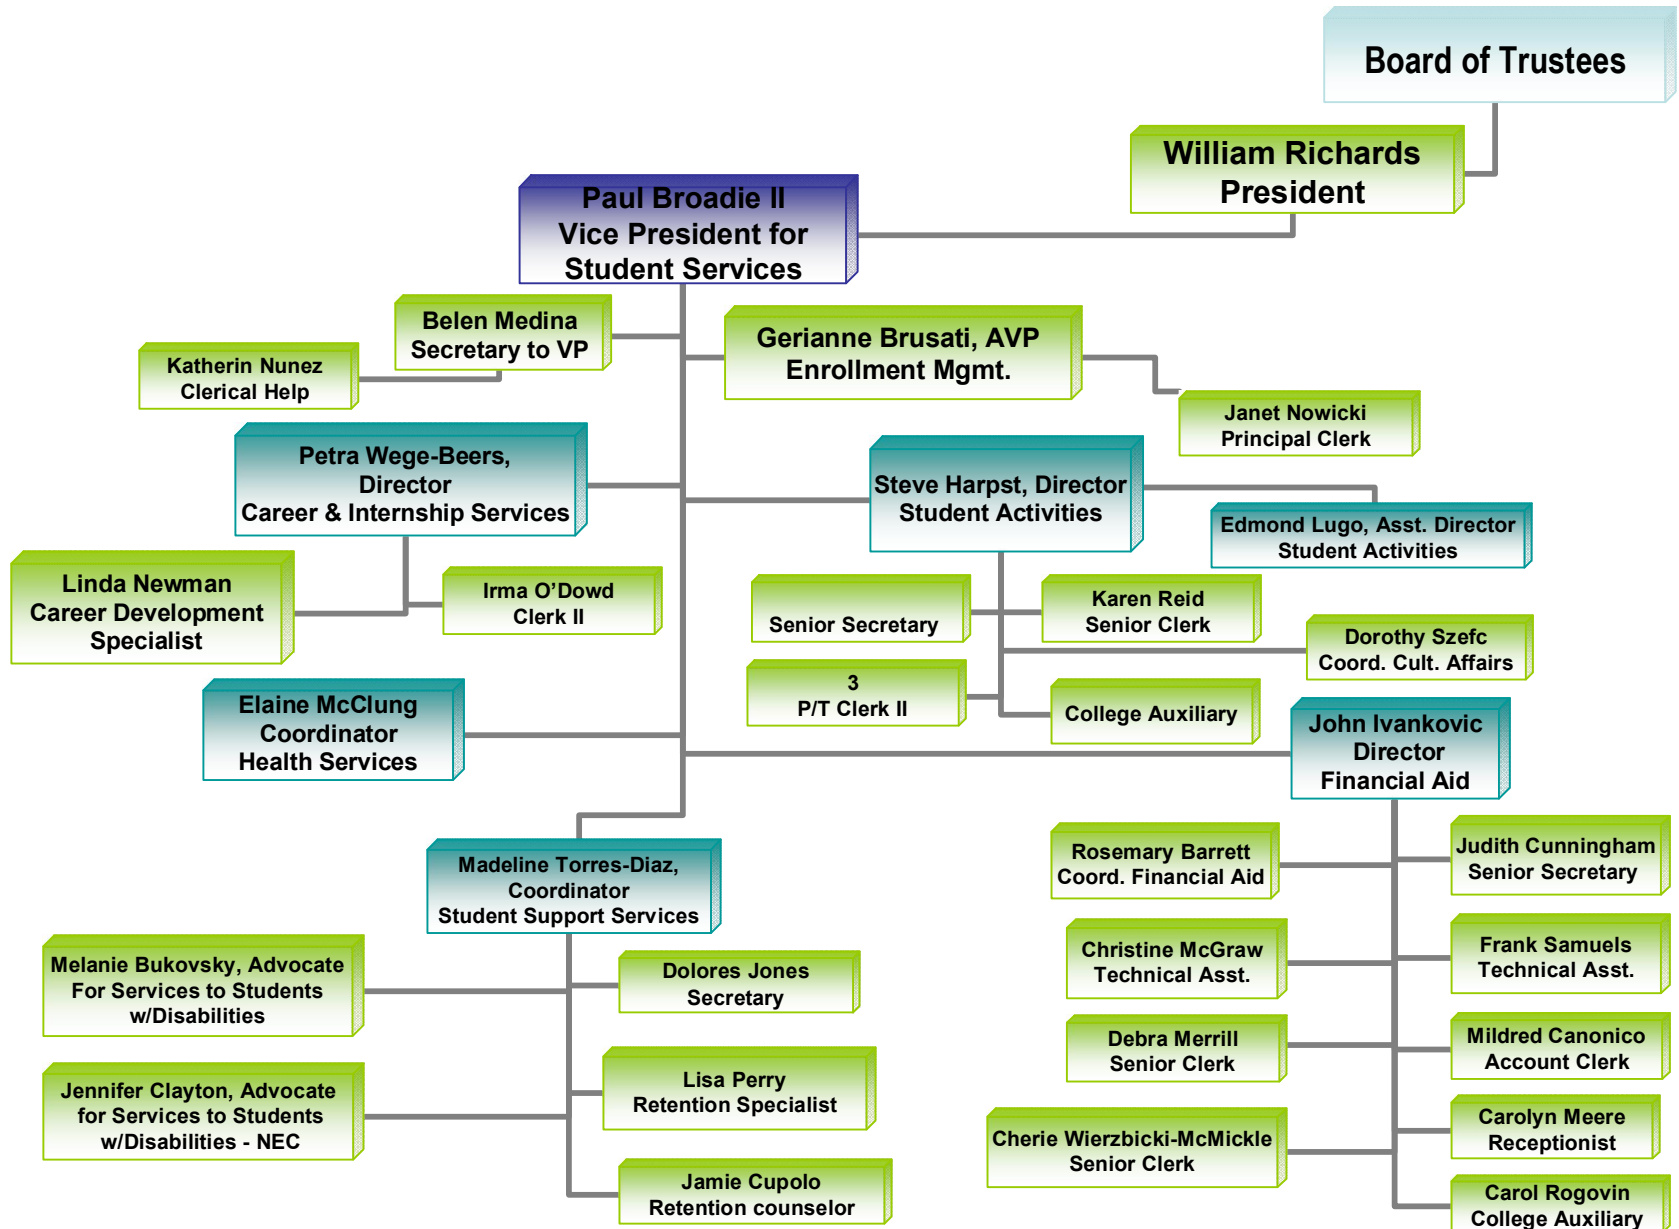 Board of Trustees
William Richards
President
Paul Broadie II
Vice President for
Student Services
Belen Medina
Secretary to VP
Katherin Nunez
Clerical Help
Gerianne Brusati, AVP
Enrollment Mgmt.
Janet Nowicki
Principal Clerk
Petra Wege-Beers,
Director
Career & Internship Services
Steve Harpst, Director
Student Activities
Edmond Lugo, Asst. Director
Student Activities
Linda Newman
Career Development
Specialist
Irma O’Dowd
Clerk II
Senior Secretary
Karen Reid
Senior Clerk
Dorothy Szefc
Coord. Cult. Affairs
3
P/T Clerk II
College Auxiliary
Elaine McClung
Coordinator
Health Services
John Ivankovic
Director
Financial Aid
Madeline Torres-Diaz,
Coordinator
Student Support Services
Rosemary Barrett
Coord. Financial Aid
Judith Cunningham
Senior Secretary
Melanie Bukovsky, Advocate
For Services to Students
w/Disabilities
Dolores Jones
Secretary
Christine McGraw
Technical Asst.
Frank Samuels
Technical Asst.
Debra Merrill
Senior Clerk
Mildred Canonico
Account Clerk
Jennifer Clayton, Advocate
for Services to Students
w/Disabilities - NEC
Lisa Perry
Retention Specialist
Cherie Wierzbicki-McMickle
Senior Clerk
Carolyn Meere
Receptionist
Jamie Cupolo
Retention counselor
Carol Rogovin
College Auxiliary